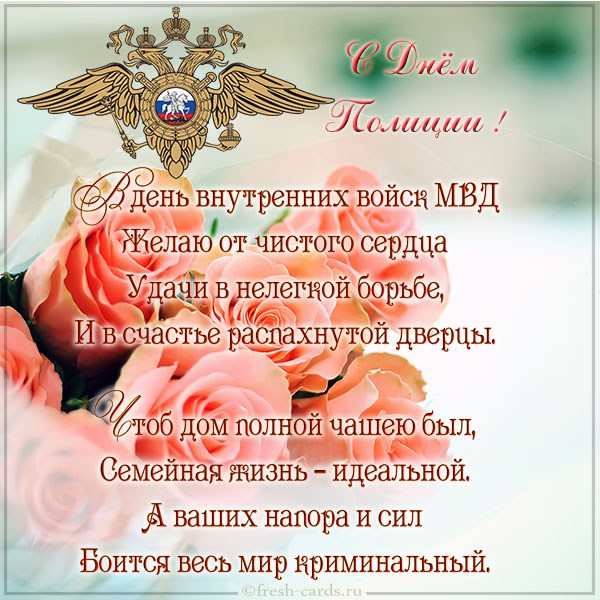 С Днём
Полиции !
В день внутренних войск МВД
Желаю от чистого сердца
Удачи в нелегкой борьбе,
И в счастье распахнутой дверцы.
Чтоб дом полной чашею был,
Семейная жизнь - идеальной.
А ваших напора и сил
Боится весь мир криминальный.
©fresh-cards.ru